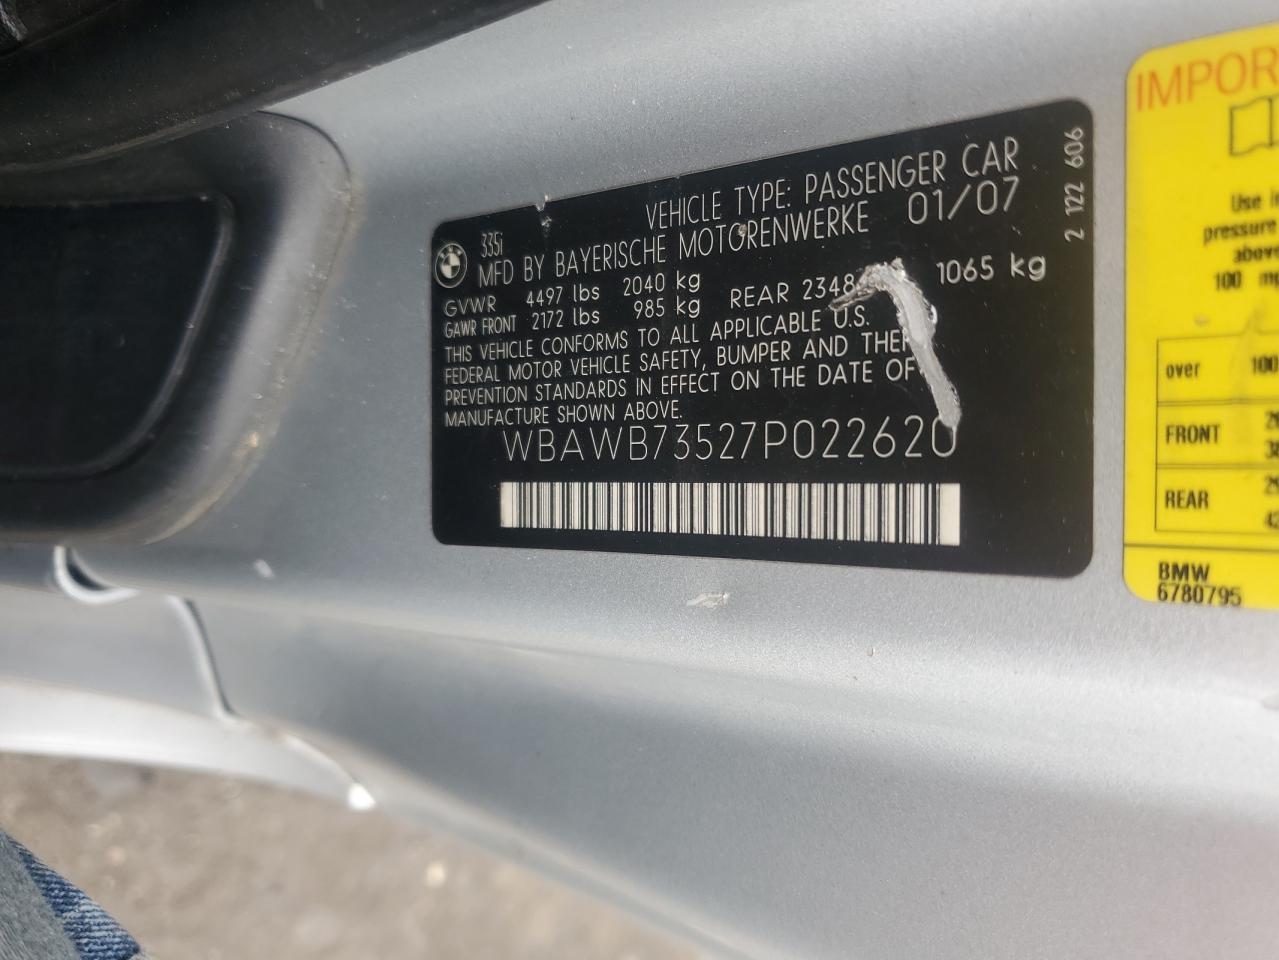 335i
VEHICLE TYPE: PASSENGER CAR
MFD BY BAYERISCHE MOTORENWERKE 01/07
GVWR 4497 lbs 2040 kg
GAWR FRONT 2172 lbs 985 kg REAR 2348 1065 kg
THIS VEHICLE CONFORMS TO ALL APPLICABLE U.S.
FEDERAL MOTOR VEHICLE SAFETY, BUMPER AND
PREVENTION STANDARDS IN EFFECT ON THE DATE OF
MANUFACTURE SHOWN ABOVE.
WBAWB73527P022620
2 122 606
Use
pressure
100
over 100
FRONT
REAR
BMW
6780795